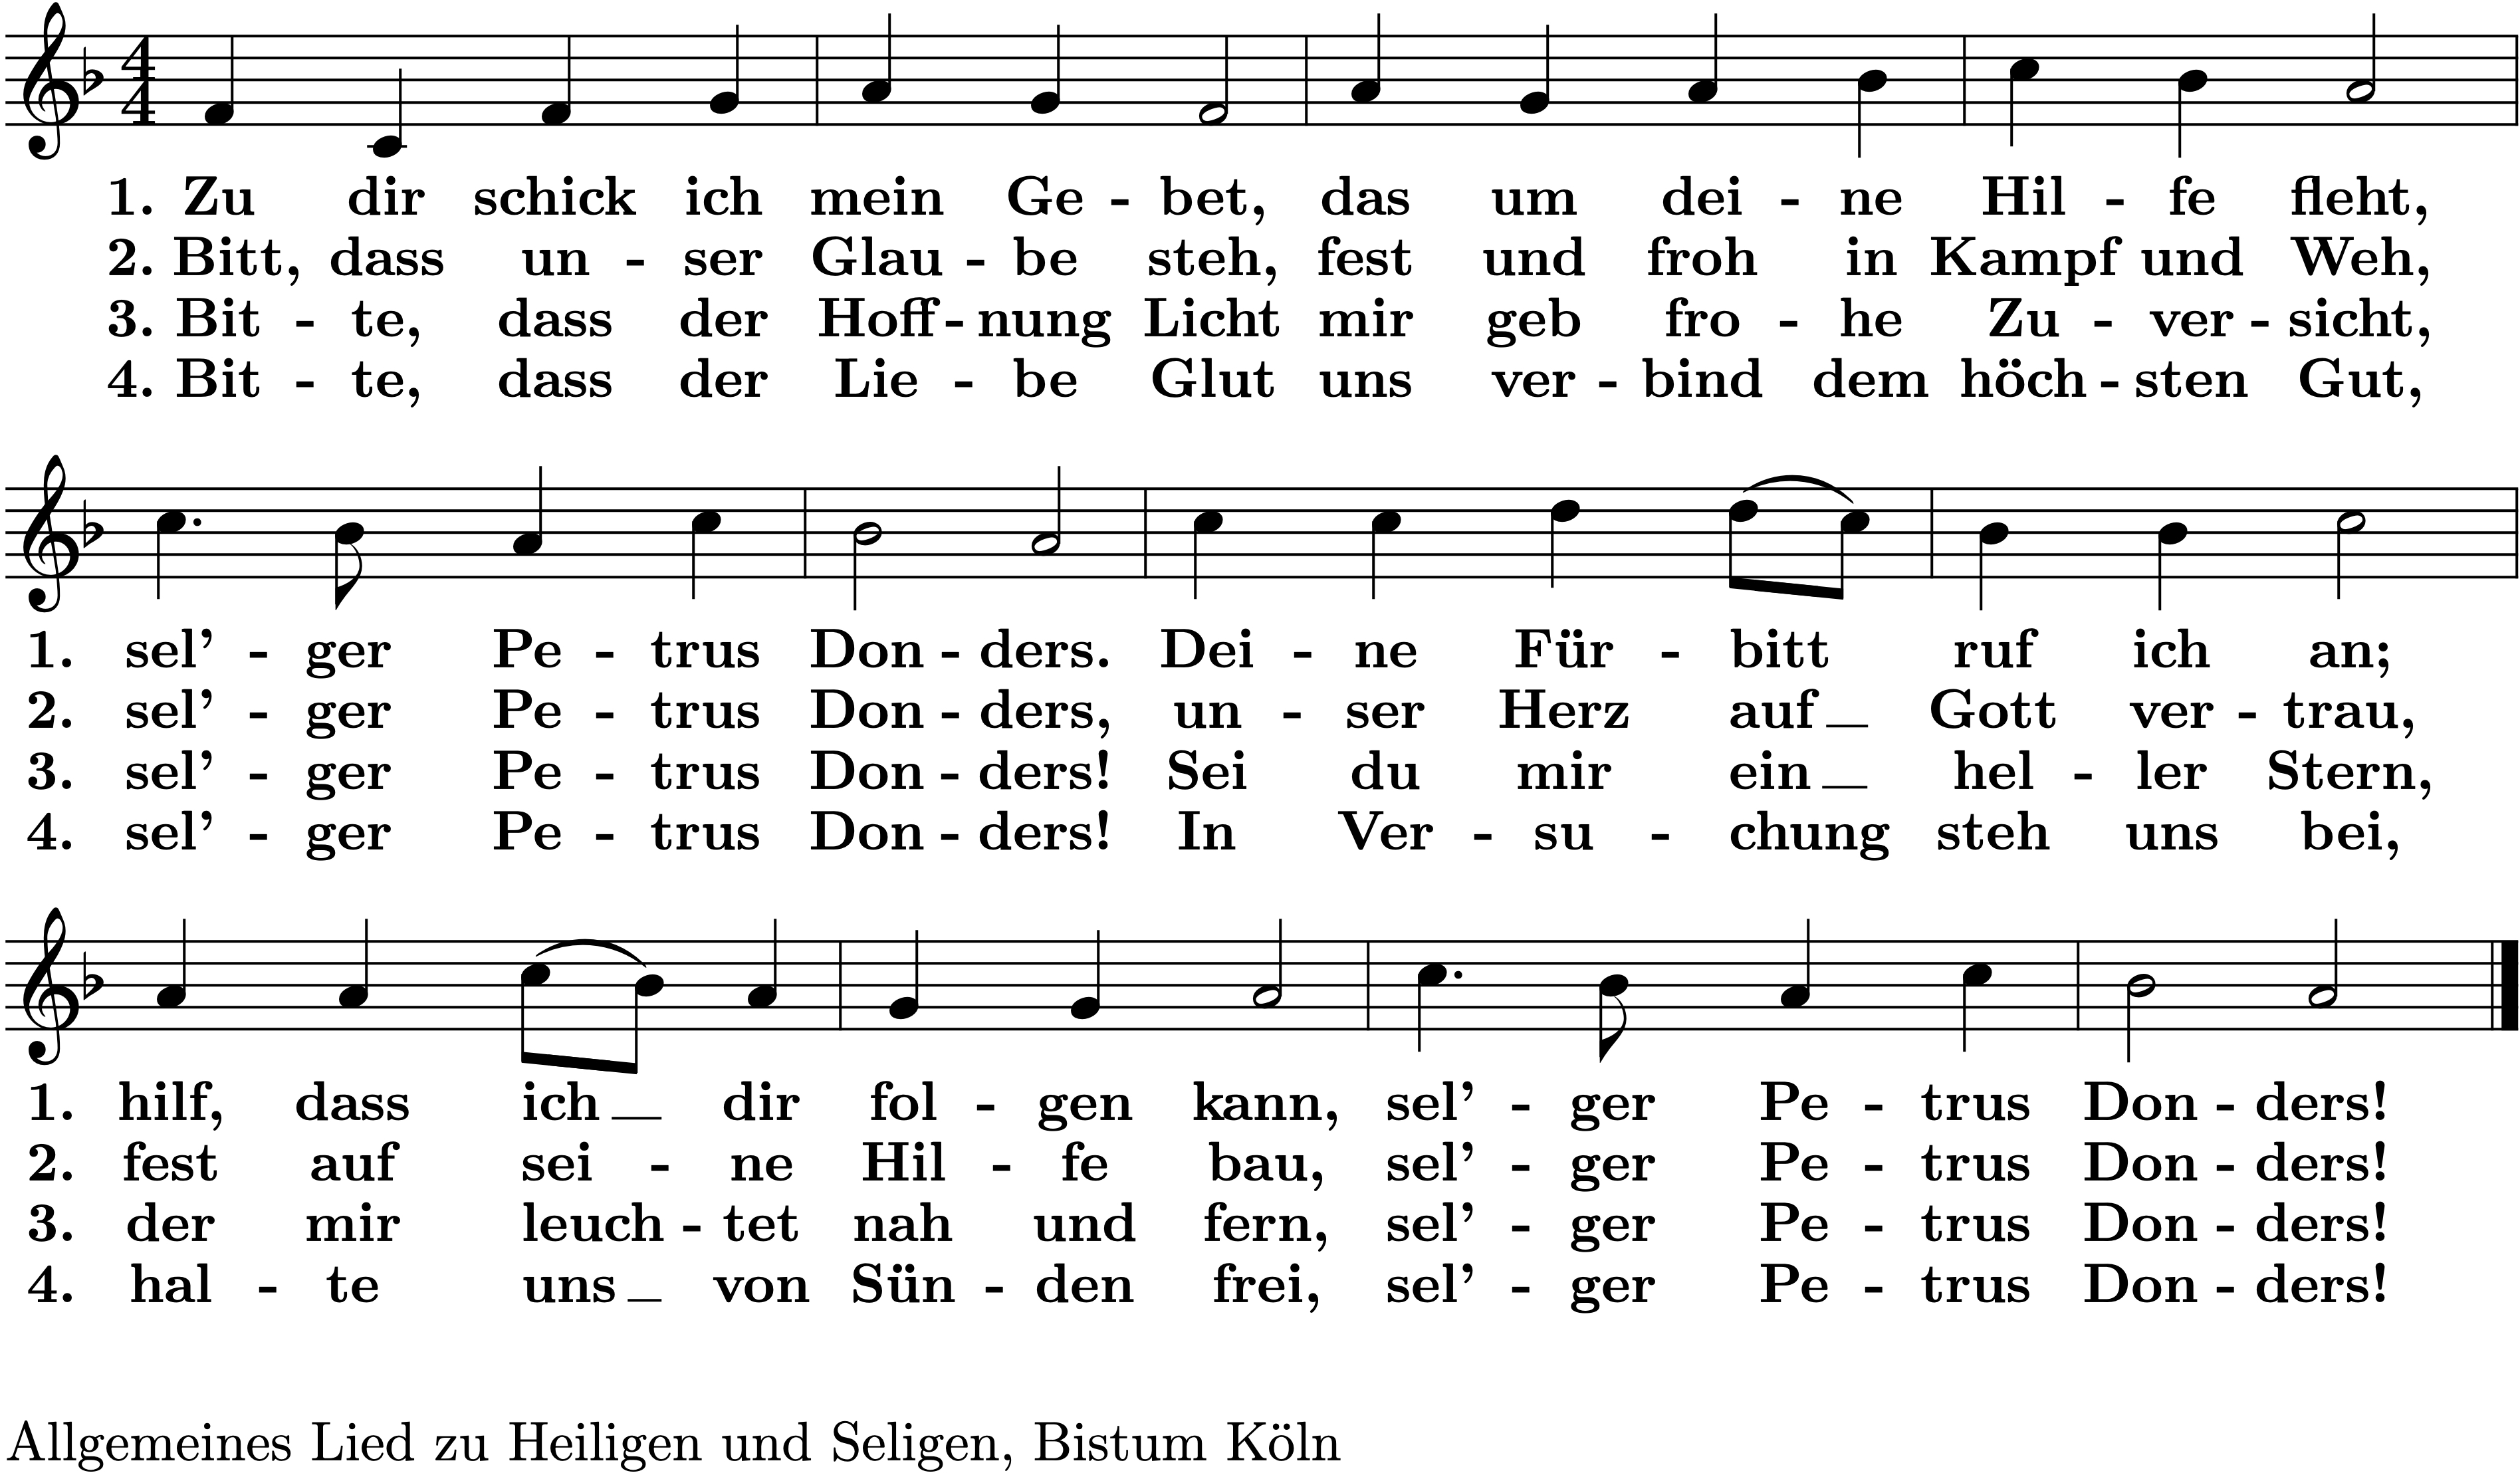 4
4
1. Zu dir schick ich mein Ge - bet, das um dei - ne Hil - fe fleht,
2. Bitt, dass un - ser Glau - be steh, fest und froh in Kampf und Weh,
3. Bit - te, dass der Hoff - nung Licht mir geb fro - he Zu - ver - sicht,
4. Bit - te, dass der Lie - be Glut uns ver - bind dem höch - sten Gut,
1. sel’ - ger Pe - trus Don - ders. Dei - ne Für - bitt ruf ich an;
2. sel’ - ger Pe - trus Don - ders, un - ser Herz auf Gott ver - trau,
3. sel’ - ger Pe - trus Don - ders! Sei du mir ein hel - ler Stern,
4. sel’ - ger Pe - trus Don - ders! In Ver - su - chung steh uns bei,
1. hilf, dass ich dir fol - gen kann, sel’ - ger Pe - trus Don - ders!
2. fest auf sei - ne Hil - fe bau, sel’ - ger Pe - trus Don - ders!
3. der mir leuch - tet nah und fern, sel’ - ger Pe - trus Don - ders!
4. hal - te uns von Sün - den frei, sel’ - ger Pe - trus Don - ders!
Allgemeines Lied zu Heiligen und Seligen, Bistum Köln